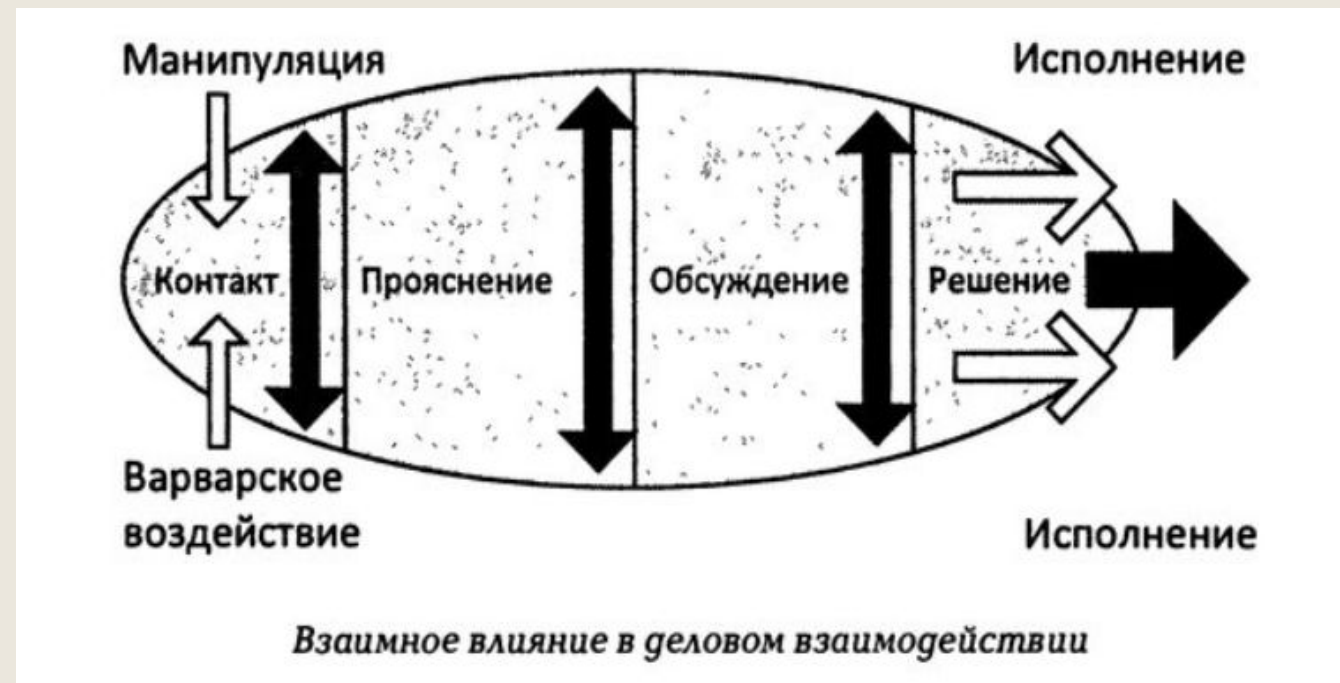 Манипуляция
Исполнение
Контакт
Прояснение
Обсуждение
Решение
Варварское
воздействие
Исполнение
Взаимное влияние в деловом взаимодействии